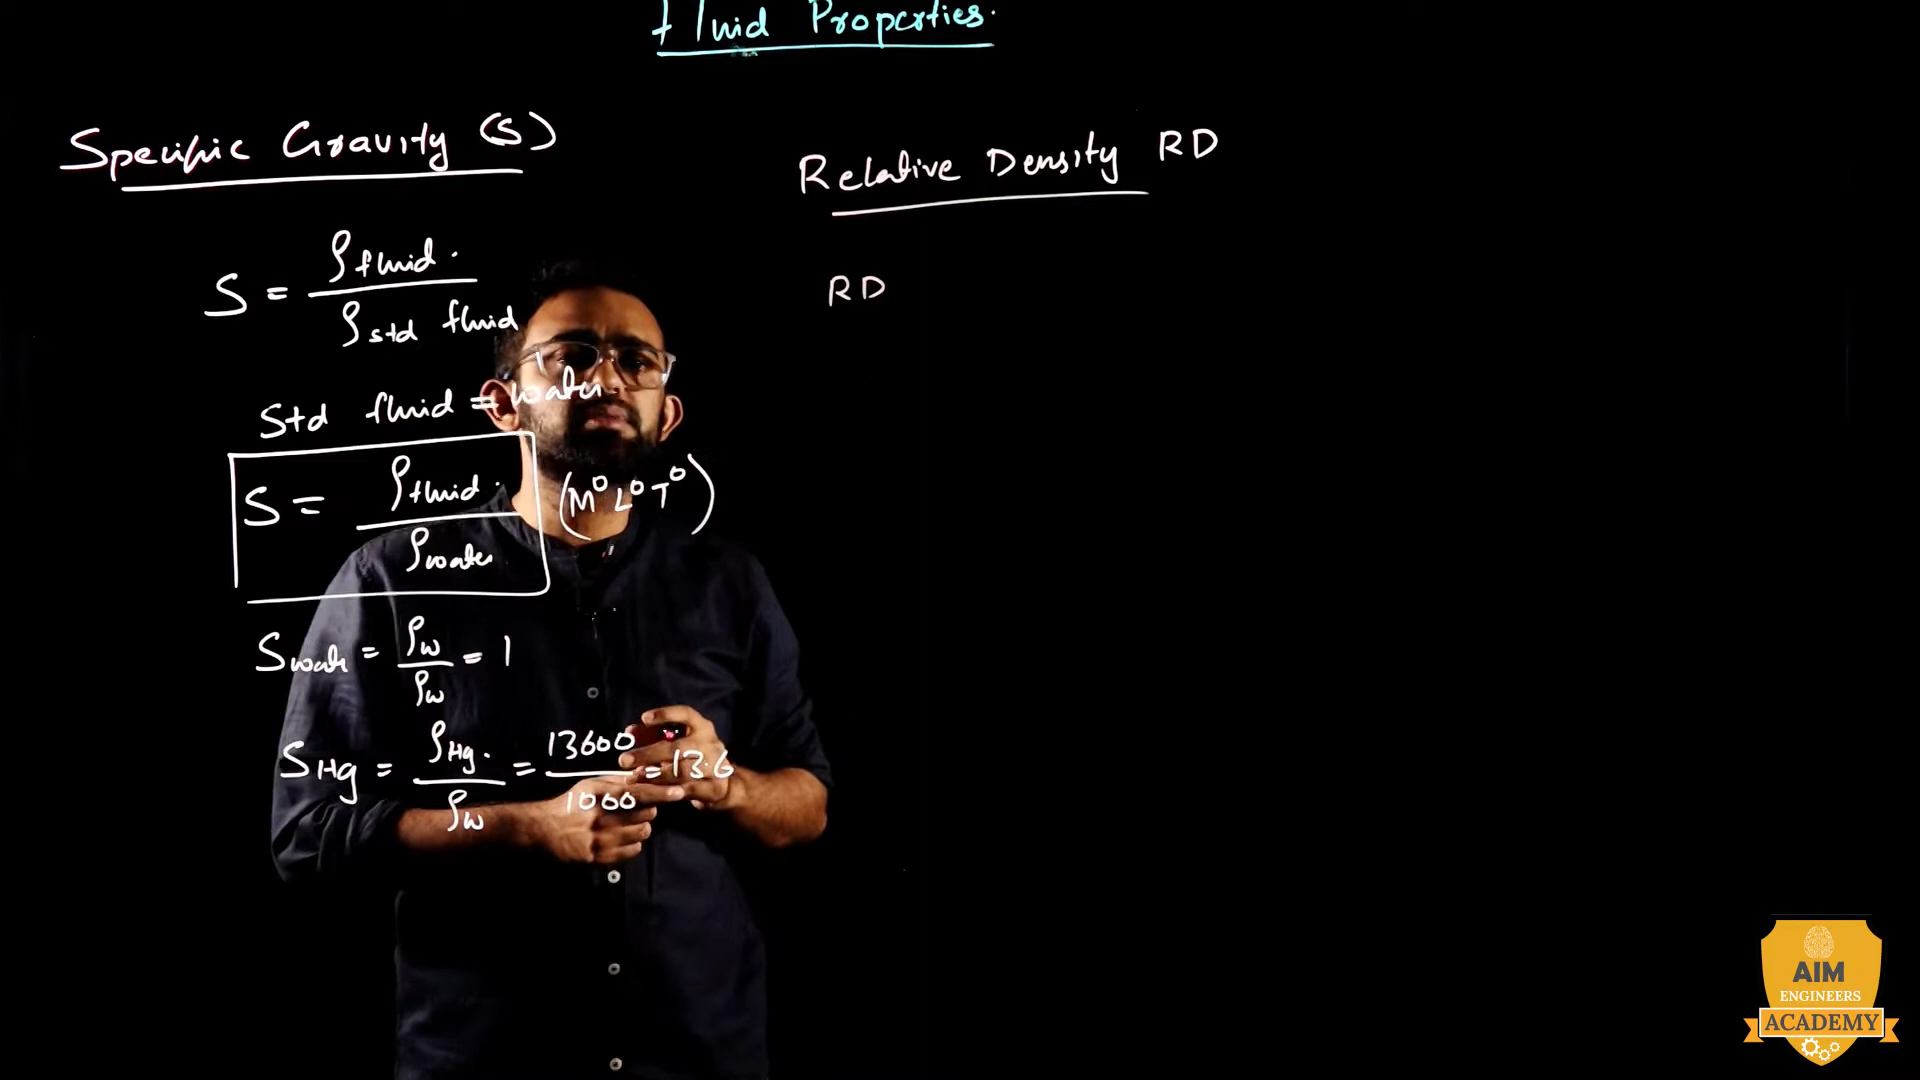 Fluid Properties.
Specific Gravity (S)
S = ρfluid. / ρstd fluid
Std fluid = water
S = ρfluid. / ρwater (M⁰L⁰T⁰)
Swater = ρw / ρw = 1
SHg = ρHg. / ρw = 13600 / 1000 = 13.6
Relative Density RD
RD
AIM
ENGINEERS
ACADEMY